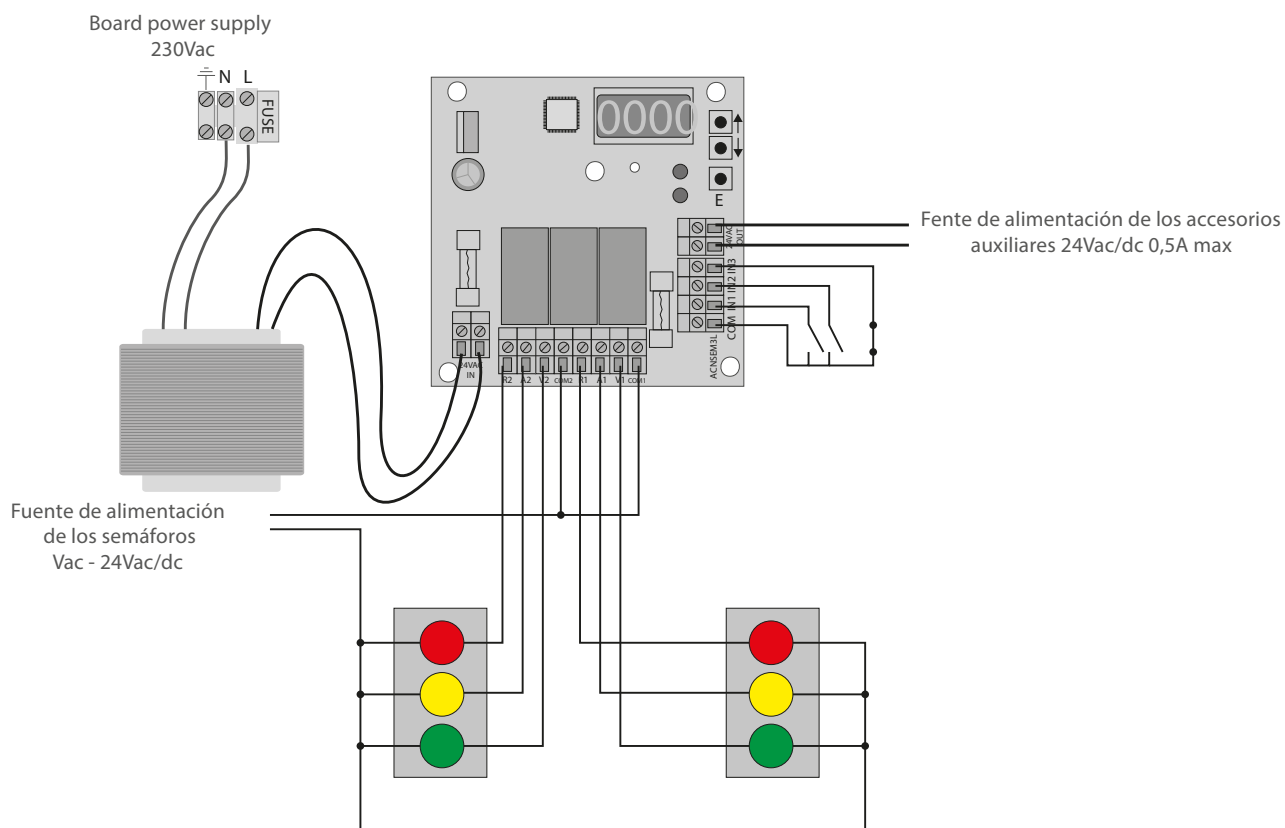 Board power supply
230Vac
N L
FUSE
0000
E
24VAC
OUT
COM IN1 IN2 IN3
ACNSEM3L
24VAC
IN
R2 A2 V2 COM2 R1 A1 V1 COM1
Fente de alimentación de los accesorios
auxiliares 24Vac/dc 0,5A max
Fuente de alimentación
de los semáforos
Vac - 24Vac/dc